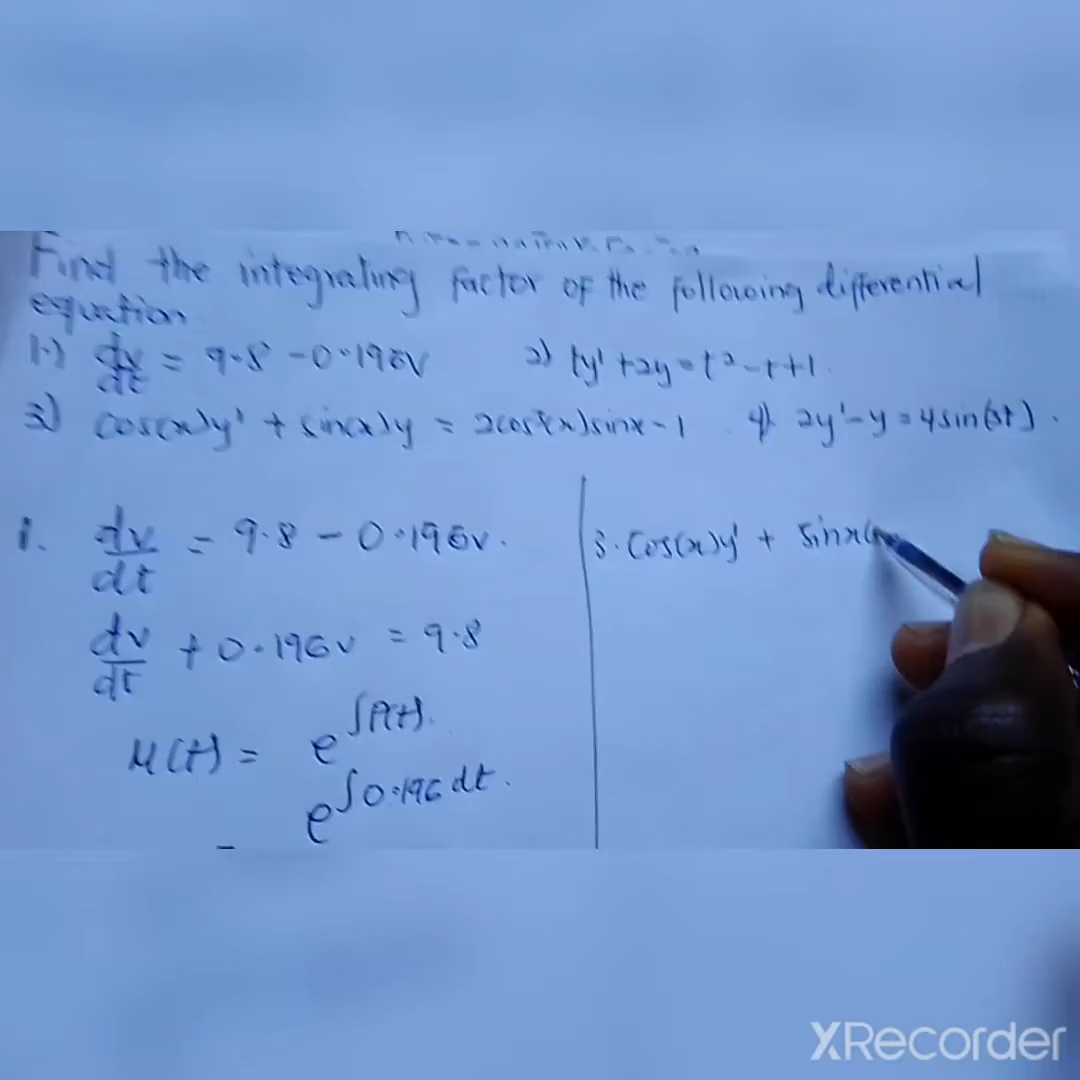 Find the integrating factor of the following differential
equation.
1.) dv/dt = 9.8 - 0.196v 2) ty' + 2y = t² - t + 1.
3) cos(x)y' + sin(x)y = 2cos³(x)sinx - 1 4) 2y' - y = 4sin(3t).
1. dv/dt = 9.8 - 0.196v. 3. cos(x)y' + sinx
dv/dt + 0.196v = 9.8
μ(t) = e^∫P(t).
e^∫0.196 dt.
XRecorder